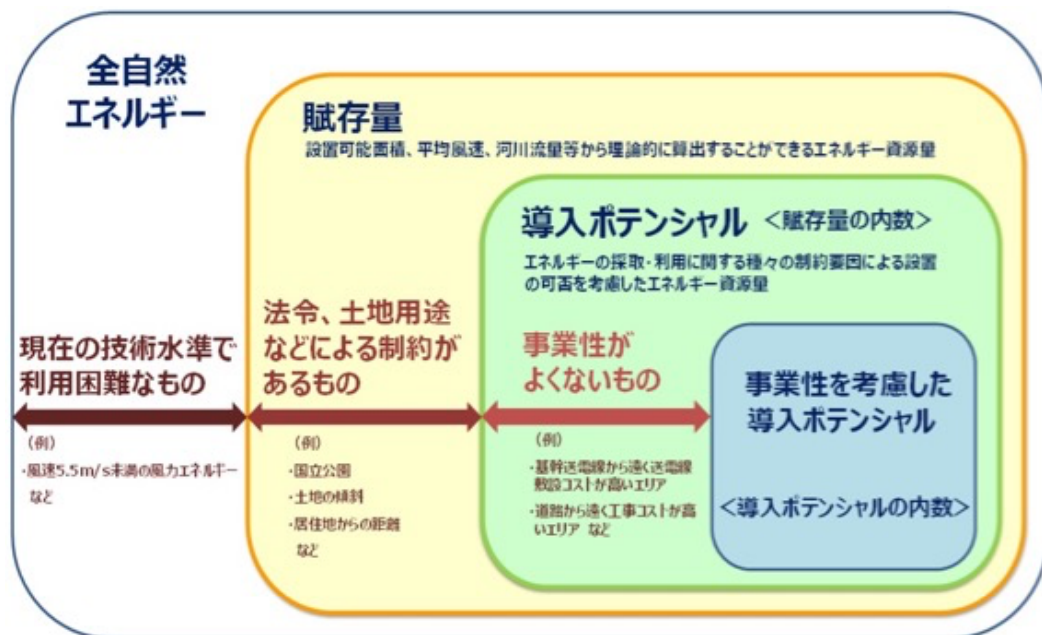 全自然
エネルギー
賦存量
設置可能面積、平均風速、河川流量等から理論的に算出することができるエネルギー資源量
導入ポテンシャル <賦存量の内数>
エネルギーの採取・利用に関する種々の制約要因による設置
の可否を考慮したエネルギー資源量
現在の技術水準で
利用困難なもの
(例)
・風速5.5m/s未満の風力エネルギー
など
法令、土地用途
などによる制約が
あるもの
(例)
・国立公園
・土地の傾斜
・居住地からの距離
など
事業性が
よくないもの
(例)
・基幹送電線から遠く送電線
敷設コストが高いエリア
・道路から遠く工事コストが高
いエリア など
事業性を考慮した
導入ポテンシャル
<導入ポテンシャルの内数>